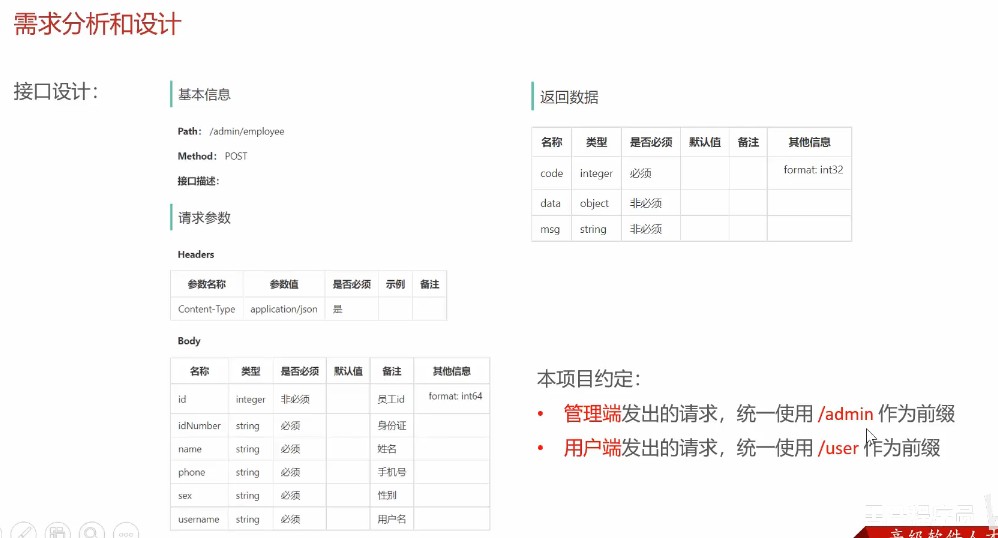 需求分析和设计
接口设计：
基本信息
Path： /admin/employee
Method： POST
接口描述：
请求参数
Headers
参数名称 参数值 是否必须 示例 备注
Content-Type application/json 是
Body
名称 类型 是否必须 默认值 备注 其他信息
id integer 非必须 员工id format: int64
idNumber string 必须 身份证
name string 必须 姓名
phone string 必须 手机号
sex string 必须 性别
username string 必须 用户名
返回数据
名称 类型 是否必须 默认值 备注 其他信息
code integer 必须 format: int32
data object 非必须
msg string 非必须
本项目约定：
• 管理端发出的请求，统一使用 /admin 作为前缀
• 用户端发出的请求，统一使用 /user 作为前缀
高级软件人才